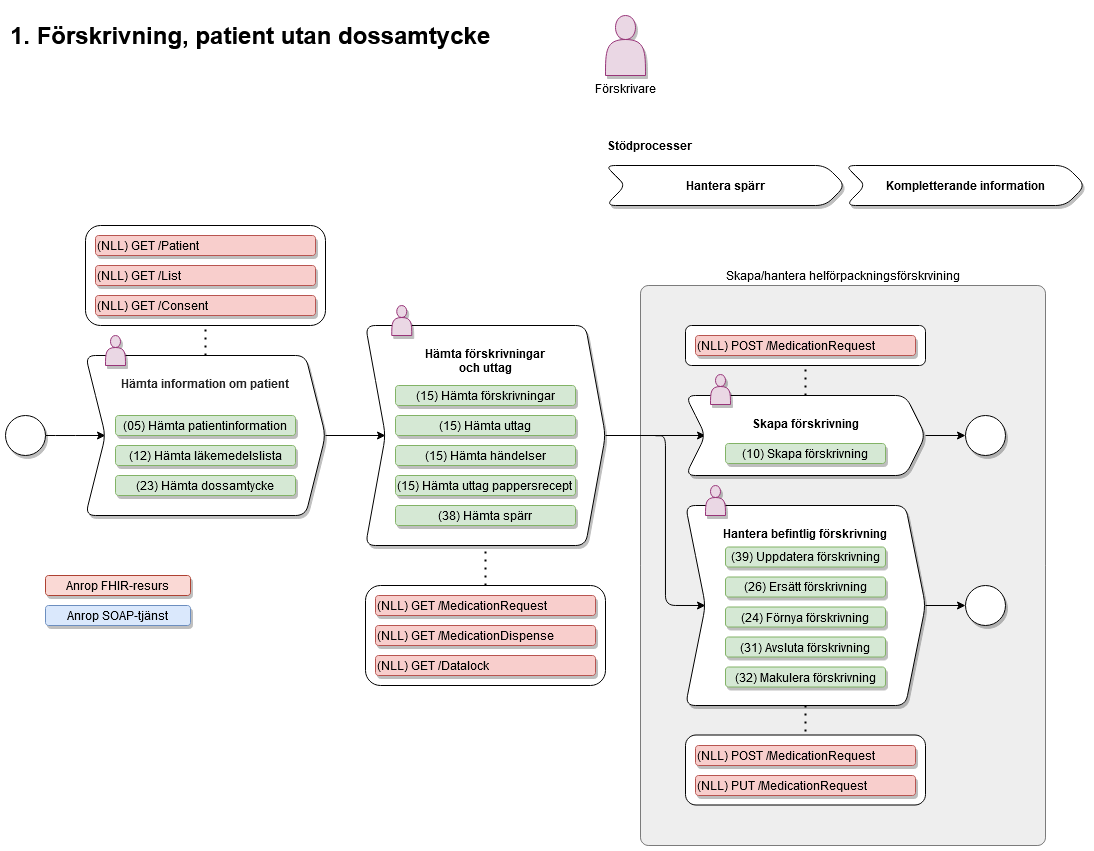 1. Förskrivning, patient utan dossamtycke
Förskrivare
Stödprocesser
Hantera spärr
Kompletterande information
(NLL) GET /Patient
(NLL) GET /List
(NLL) GET /Consent
Hämta information om patient
(05) Hämta patientinformation
(12) Hämta läkemedelslista
(23) Hämta dossamtycke
Anrop FHIR-resurs
Anrop SOAP-tjänst
Hämta förskrivningar
och uttag
(15) Hämta förskrivningar
(15) Hämta uttag
(15) Hämta händelser
(15) Hämta uttag pappersrecept
(38) Hämta spärr
(NLL) GET /MedicationRequest
(NLL) GET /MedicationDispense
(NLL) GET /Datalock
Skapa/hantera helförpackningsförskrvining
(NLL) POST /MedicationRequest
Skapa förskrivning
(10) Skapa förskrivning
Hantera befintlig förskrivning
(39) Uppdatera förskrivning
(26) Ersätt förskrivning
(24) Förnya förskrivning
(31) Avsluta förskrivning
(32) Makulera förskrivning
(NLL) POST /MedicationRequest
(NLL) PUT /MedicationRequest